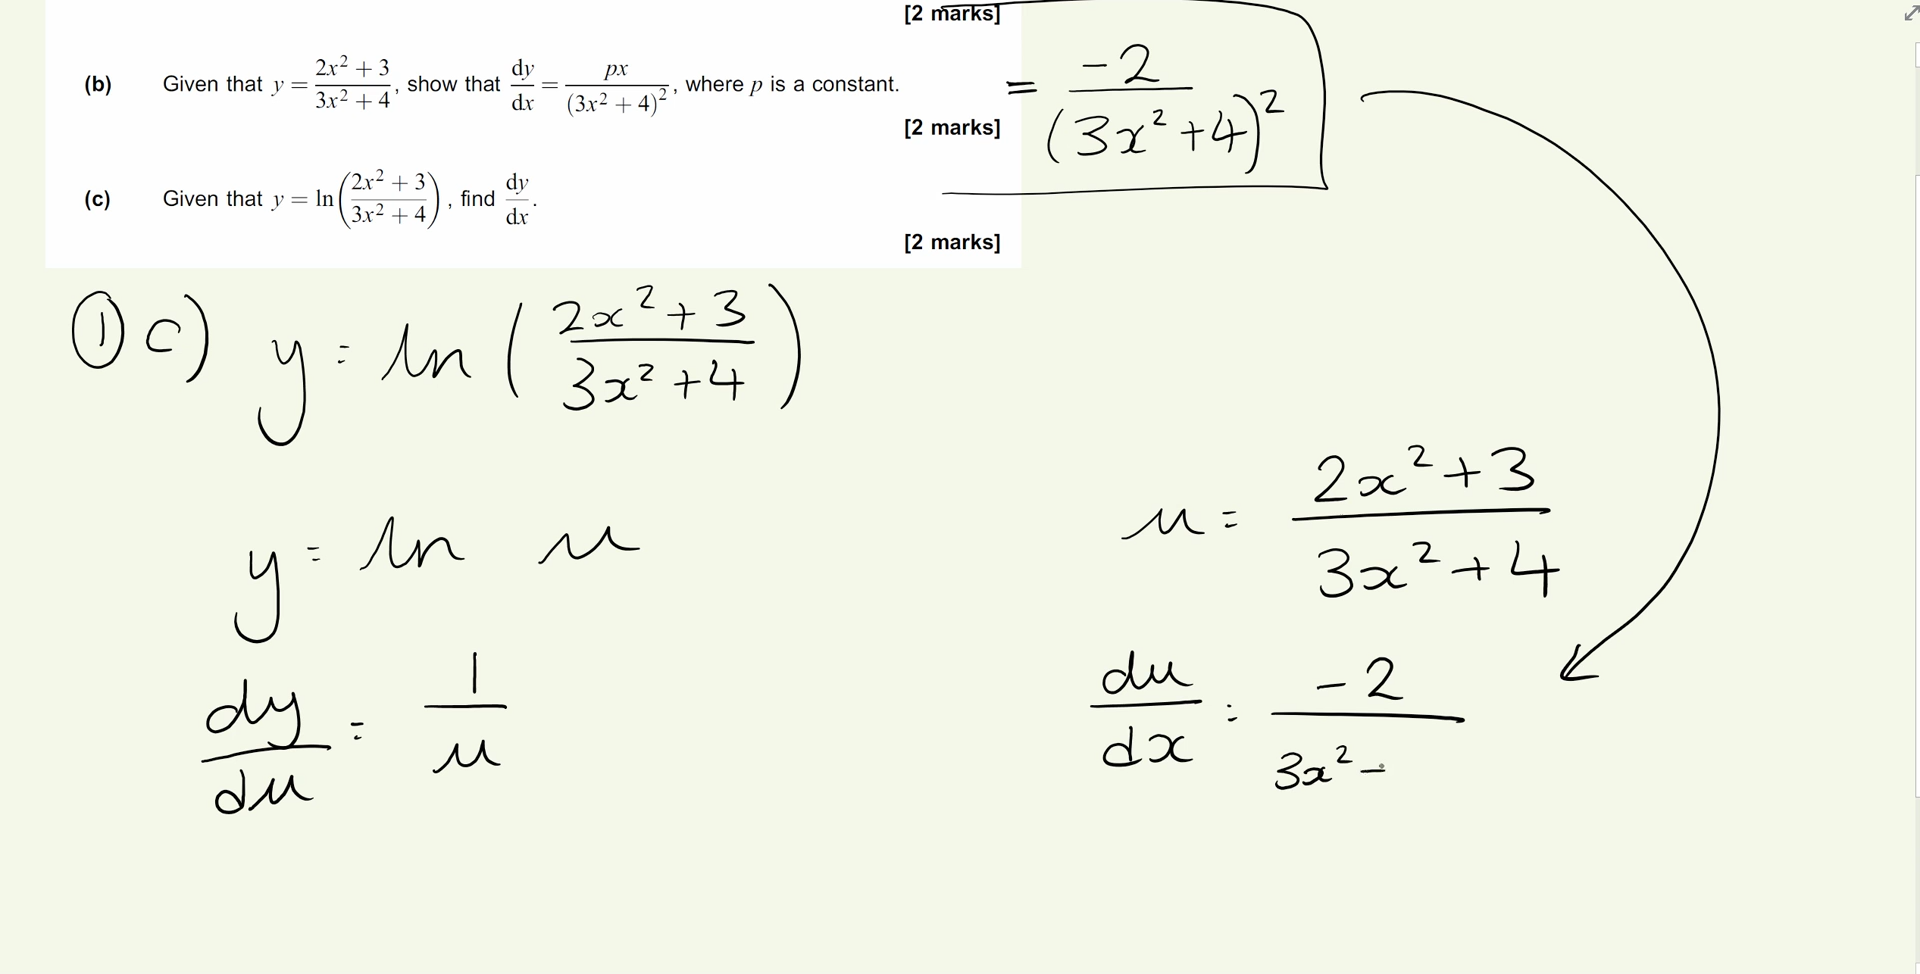 [2 marks]
(b) Given that y = (2x² + 3)/(3x² + 4), show that dy/dx = px/(3x² + 4)², where p is a constant.
[2 marks]
= -2/(3x² + 4)²
(c) Given that y = ln((2x² + 3)/(3x² + 4)), find dy/dx.
[2 marks]
① c) y = ln((2x² + 3)/(3x² + 4))
y = ln u
u = (2x² + 3)/(3x² + 4)
dy/du = 1/u
du/dx = -2/3x² -